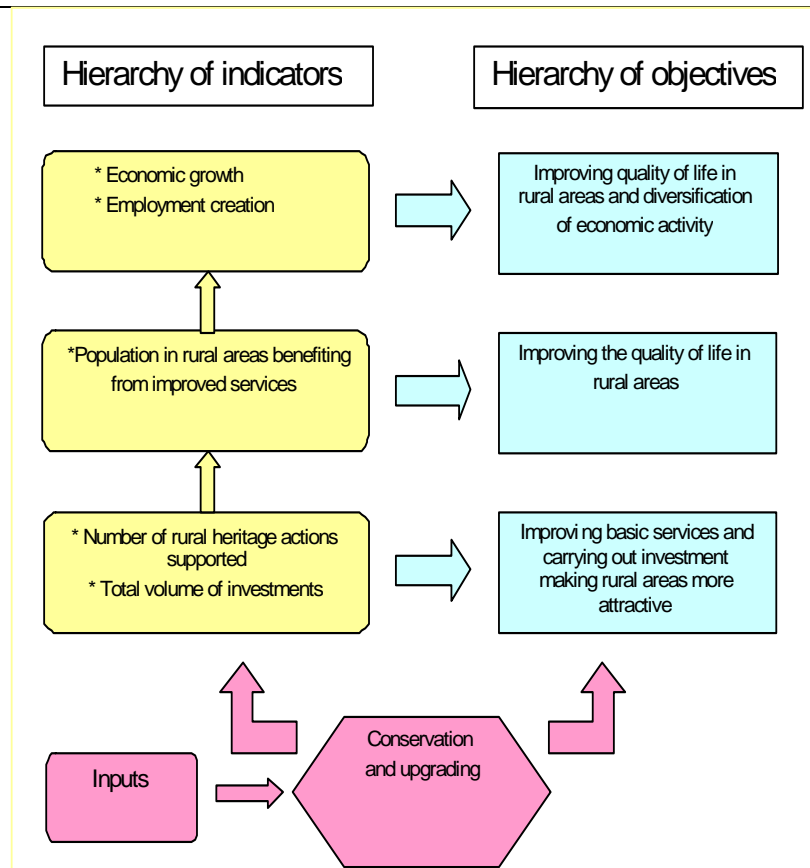 Hierarchy of indicators
Hierarchy of objectives
* Economic growth
* Employment creation
Improving quality of life in
rural areas and diversification
of economic activity
*Population in rural areas benefiting
from improved services
Improving the quality of life in
rural areas
* Number of rural heritage actions
supported
* Total volume of investments
Improving basic services and
carrying out investment
making rural areas more
attractive
Inputs
Conservation
and upgrading